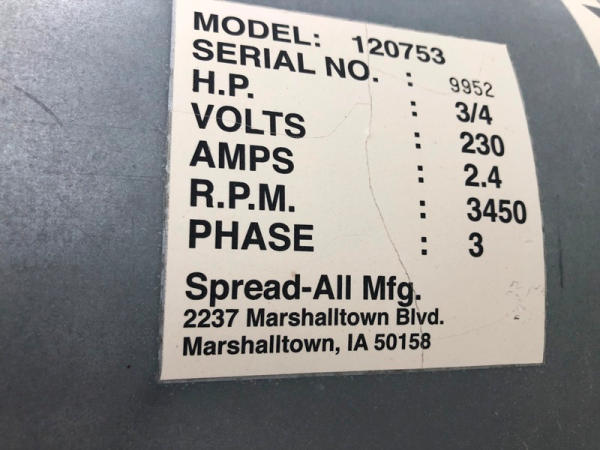 MODEL: 120753
SERIAL NO. : 9952
H.P. : 3/4
VOLTS : 230
AMPS : 2.4
R.P.M. : 3450
PHASE : 3
Spread-All Mfg.
2237 Marshalltown Blvd.
Marshalltown, IA 50158